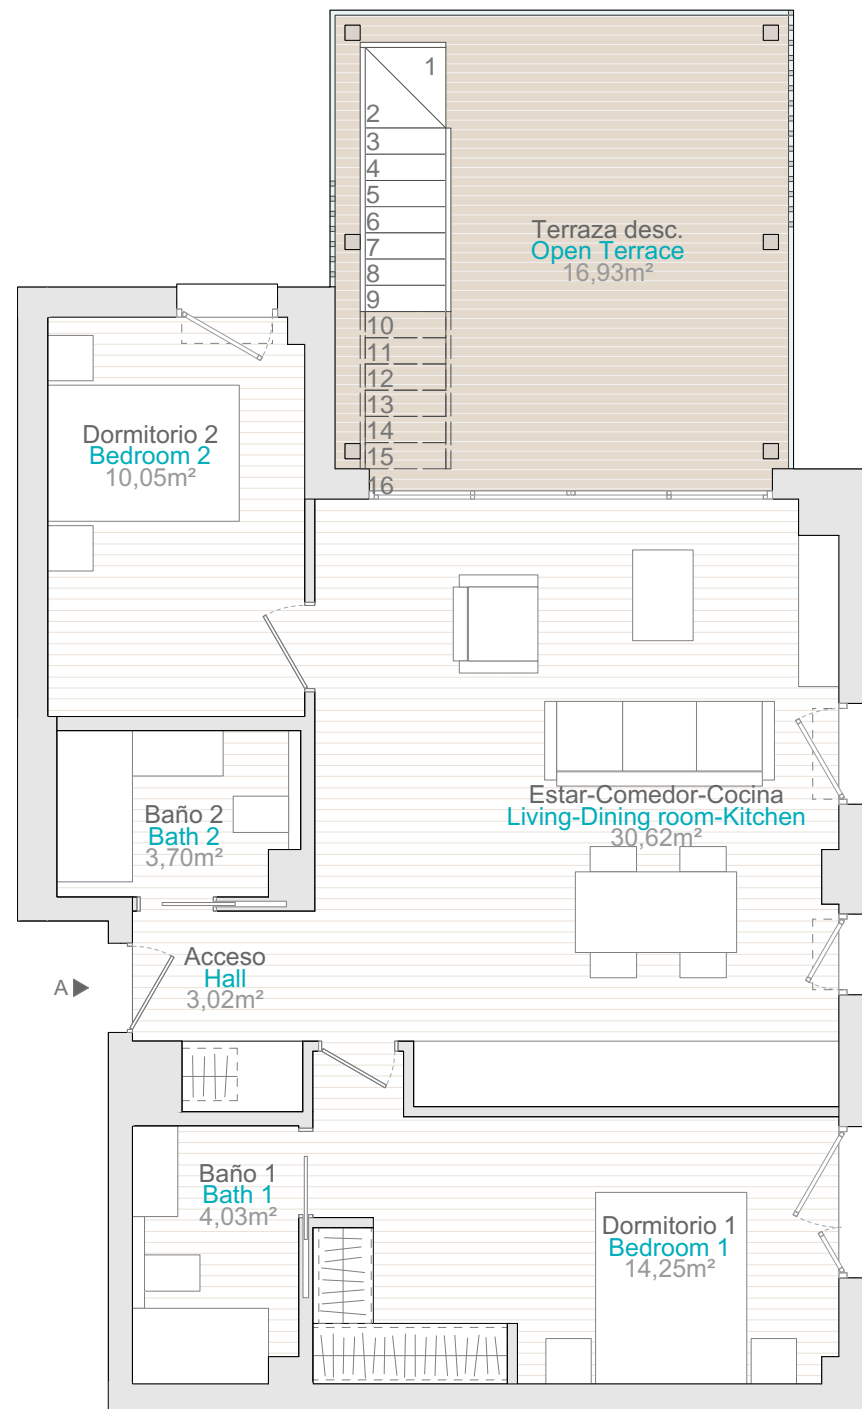 1
2
3
4
5
6
7
8
9
10
11
12
13
14
15
16
Terraza desc.
Open Terrace
16,93m²
Dormitorio 2
Bedroom 2
10,05m²
Estar-Comedor-Cocina
Living-Dining room-Kitchen
30,62m²
Baño 2
Bath 2
3,70m²
Acceso
Hall
3,02m²
A
Baño 1
Bath 1
4,03m²
Dormitorio 1
Bedroom 1
14,25m²